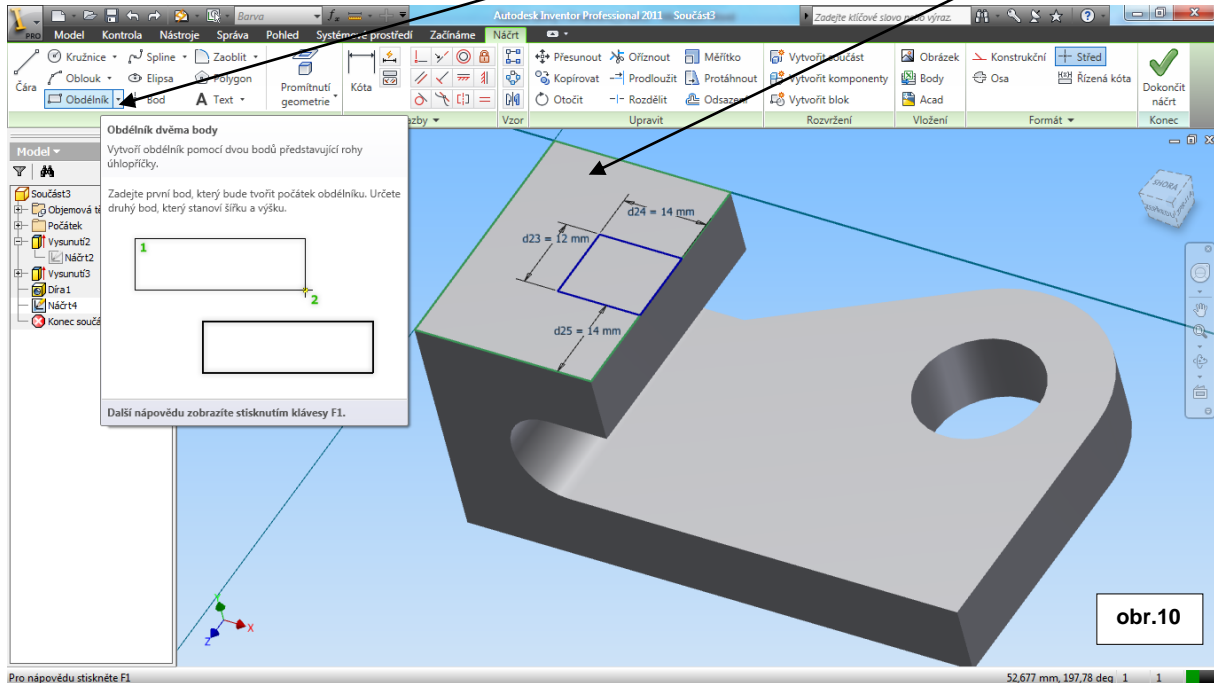 Barva
Autodesk Inventor Professional 2011 Součást3
Zadejte klíčové slovo nebo výraz.
PRO Model Kontrola Nástroje Správa Pohled Systémové prostředí Začínáme Náčrt
Kružnice Spline Zaoblit Přesunout Oříznout Měřítko Vytvořit součást Obrázek Konstrukční Střed
Čára Oblouk Elipsa Polygon Promítnutí geometrie Kóta Kopírovat Prodloužit Protáhnout Vytvořit komponenty Body Osa Řízená kóta Dokončit náčrt
Obdélník Bod Text Otočit Rozdělit Odsazení Vytvořit blok Acad
Vzor Upravit Rozvržení Vložení Formát Konec
Obdélník dvěma body
Vytvoří obdélník pomocí dvou bodů představující rohy
úhlopříčky.
Zadejte první bod, který bude tvořit počátek obdélníku. Určete
druhý bod, který stanoví šířku a výšku.
1
2
Další nápovědu zobrazíte stisknutím klávesy F1.
Model
Součást3
Objemová
Počátek
Vysunutí2
Náčrt2
Vysunutí3
Díra1
Náčrt4
Konec
d24 = 14 mm
d23 = 12 mm
d25 = 14 mm
SHORA
X
Y
Z
obr.10
Pro nápovědu stiskněte F1
52,677 mm, 197,78 deg 1 1